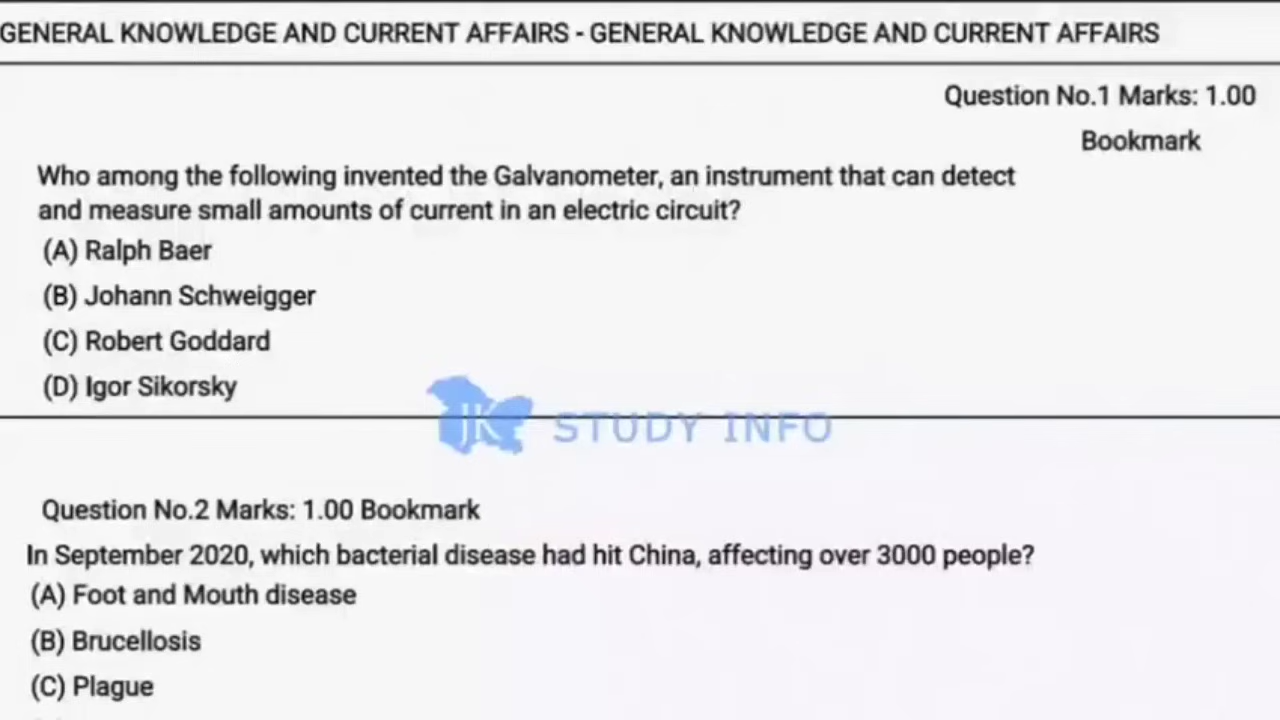 GENERAL KNOWLEDGE AND CURRENT AFFAIRS - GENERAL KNOWLEDGE AND CURRENT AFFAIRS
Question No.1 Marks: 1.00
Bookmark
Who among the following invented the Galvanometer, an instrument that can detect
and measure small amounts of current in an electric circuit?
(A) Ralph Baer
(B) Johann Schweigger
(C) Robert Goddard
(D) Igor Sikorsky
JK STUDY INFO
Question No.2 Marks: 1.00 Bookmark
In September 2020, which bacterial disease had hit China, affecting over 3000 people?
(A) Foot and Mouth disease
(B) Brucellosis
(C) Plague